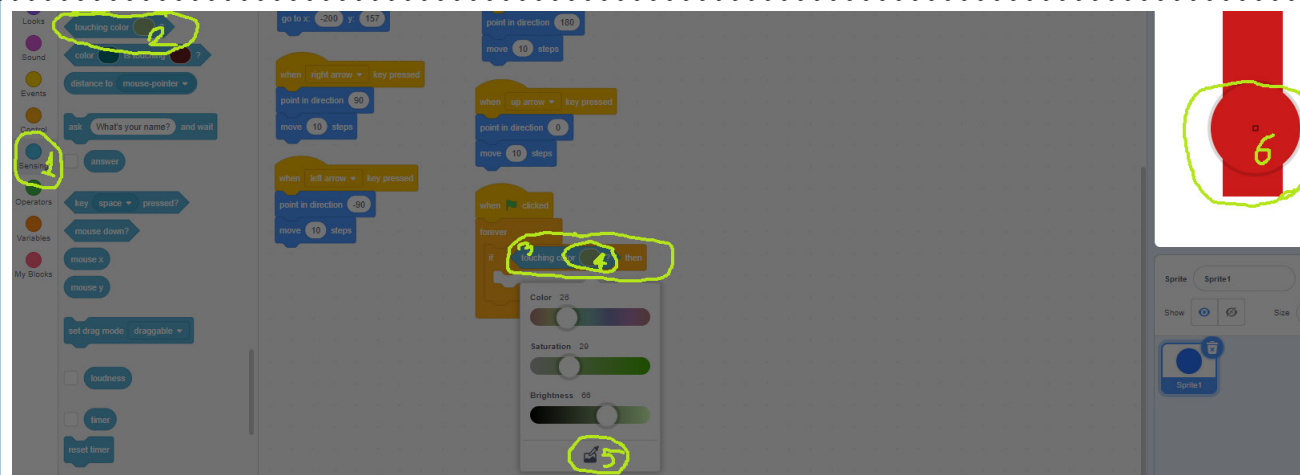 Looks
Sound
Events
Control
Sensing
Operators
Variables
My Blocks
1
touching color
2
color is touching ?
distance to mouse-pointer
ask What's your name? and wait
answer
key space pressed?
mouse down?
mouse x
mouse y
set drag mode draggable
loudness
timer
reset timer
go to x: -200 y: 157
when right arrow key pressed
point in direction 90
move 10 steps
when left arrow key pressed
point in direction -90
move 10 steps
point in direction 180
move 10 steps
when up arrow key pressed
point in direction 0
move 10 steps
when clicked
forever
3
if touching color 4 then
Color 26
Saturation 29
Brightness 66
5
6
Sprite Sprite1
Show Size
Sprite1